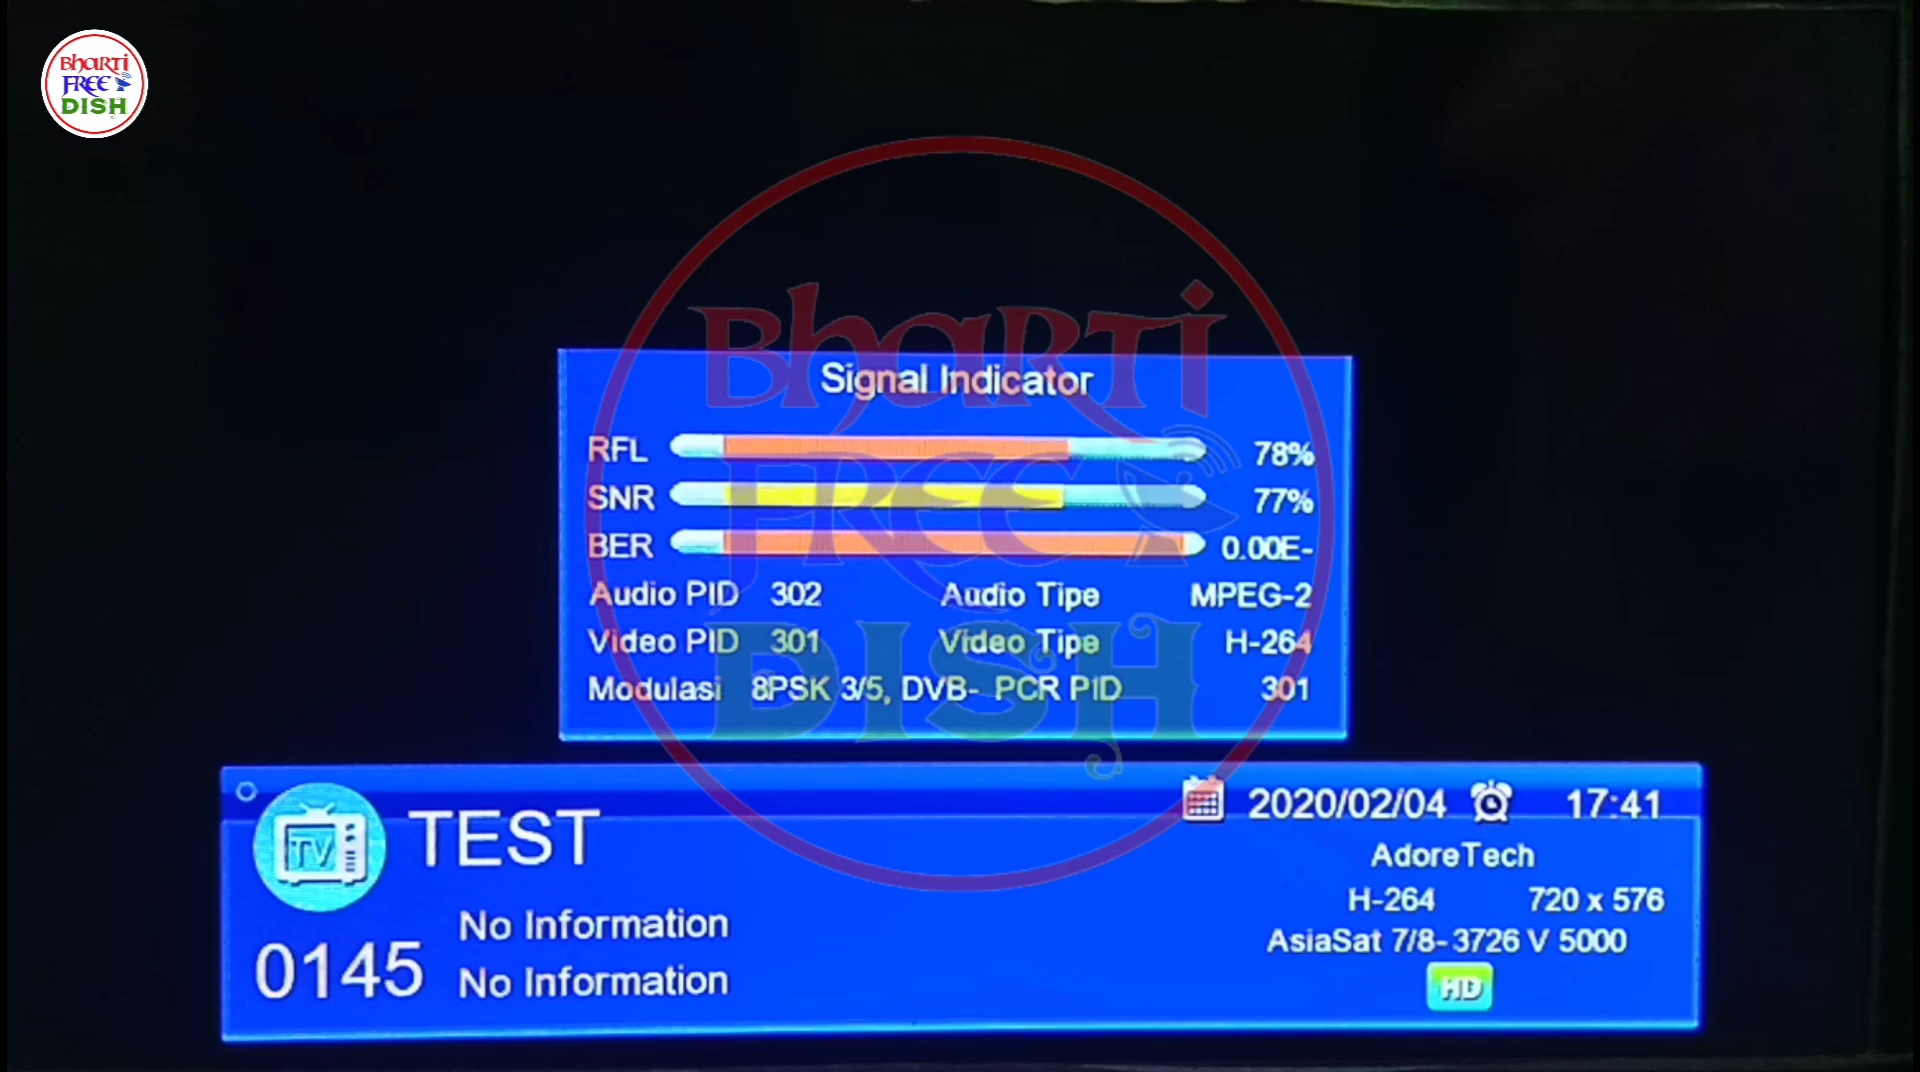 BHARTI
FREE
DISH
BHARTI
FREE
DISH
Signal Indicator
RFL 78%
SNR 77%
BER 0.00E-
Audio PID 302 Audio Tipe MPEG-2
Video PID 301 Video Tipe H-264
Modulasi 8PSK 3/5, DVB- PCR PID 301
TV TEST 2020/02/04 17:41
AdoreTech
H-264 720 x 576
No Information
AsiaSat 7/8- 3726 V 5000
0145 No Information
HD